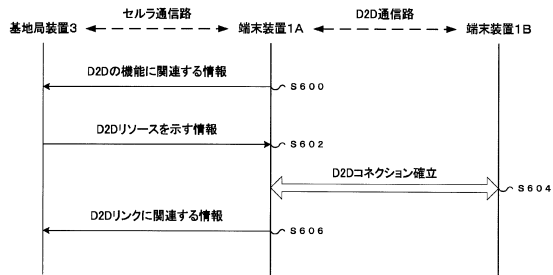 セルラ通信路
D2D通信路
基地局装置3
端末装置1A
端末装置1B
D2Dの機能に関連する情報
S600
D2Dリソースを示す情報
S602
D2Dコネクション確立
S604
D2Dリンクに関連する情報
S606